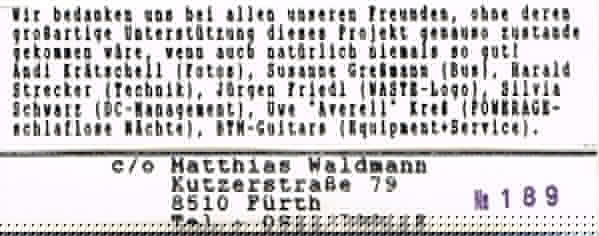 Wir bedanken uns bei allen unseren Freunden, ohne deren
großartige Unterstützung dieses Projekt genauso zustande
gekommen wäre, wenn auch natürlich niemals so gut!
Andi Krätschell (Fotos), Susanne Greßmann (Bus), Harald
Strecker (Technik), Jürgen Friedl (WASTE-Logo), Silvia
Schwarz (DC-Management), Uwe "Averell" Kreß (POWERAGE-
schlaflose Nächte), BTM-Guitars (Equipment+Service).
c/o Matthias Waldmann
Kutzerstraße 79
8510 Fürth
№ 189
Tel.: